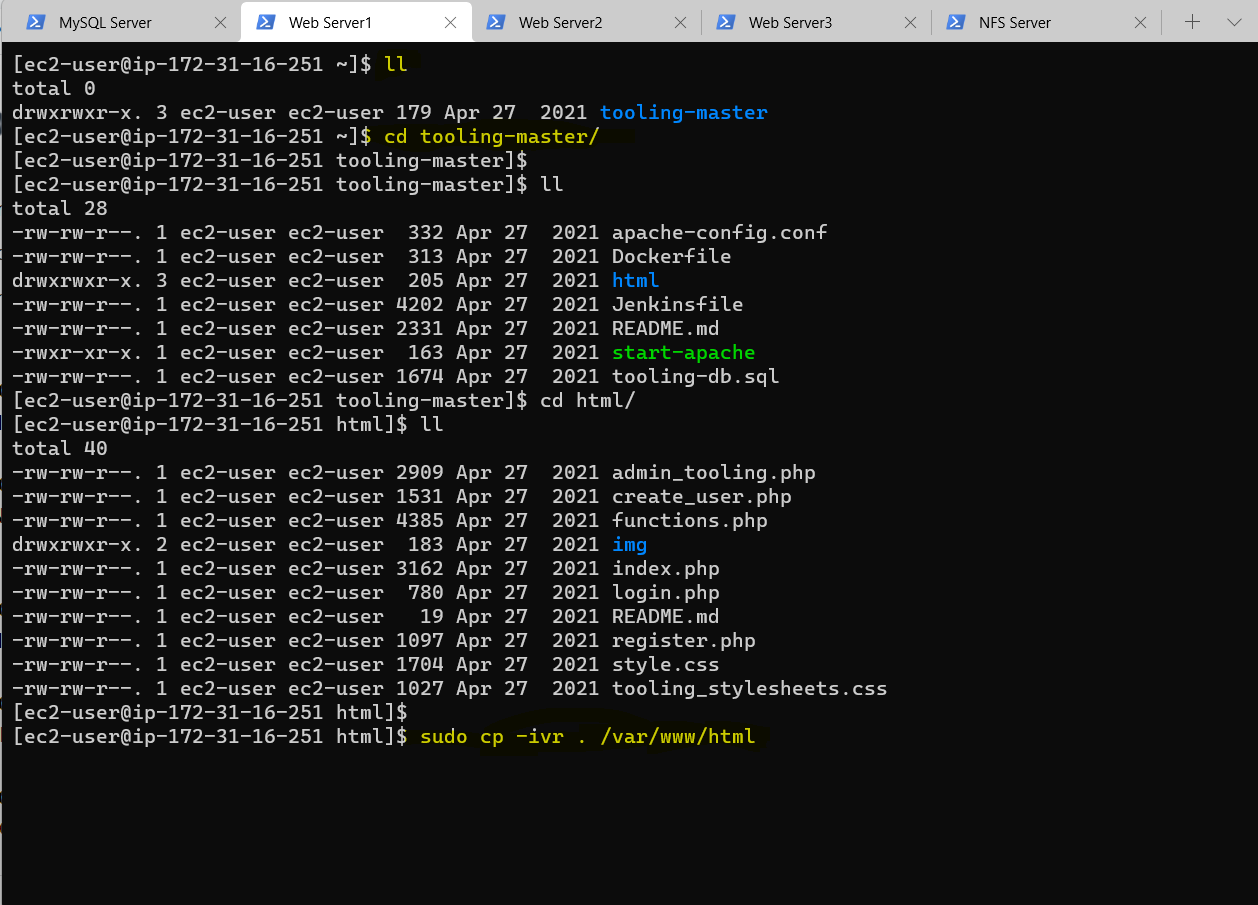 MySQL Server
Web Server1
Web Server2
Web Server3
NFS Server
[ec2-user@ip-172-31-16-251 ~]$ ll
total 0
drwxrwxr-x. 3 ec2-user ec2-user 179 Apr 27  2021 tooling-master
[ec2-user@ip-172-31-16-251 ~]$ cd tooling-master/
[ec2-user@ip-172-31-16-251 tooling-master]$
[ec2-user@ip-172-31-16-251 tooling-master]$ ll
total 28
-rw-rw-r--. 1 ec2-user ec2-user  332 Apr 27  2021 apache-config.conf
-rw-rw-r--. 1 ec2-user ec2-user  313 Apr 27  2021 Dockerfile
drwxrwxr-x. 3 ec2-user ec2-user  205 Apr 27  2021 html
-rw-rw-r--. 1 ec2-user ec2-user 4202 Apr 27  2021 Jenkinsfile
-rw-rw-r--. 1 ec2-user ec2-user 2331 Apr 27  2021 README.md
-rwxr-xr-x. 1 ec2-user ec2-user  163 Apr 27  2021 start-apache
-rw-rw-r--. 1 ec2-user ec2-user 1674 Apr 27  2021 tooling-db.sql
[ec2-user@ip-172-31-16-251 tooling-master]$ cd html/
[ec2-user@ip-172-31-16-251 html]$ ll
total 40
-rw-rw-r--. 1 ec2-user ec2-user 2909 Apr 27  2021 admin_tooling.php
-rw-rw-r--. 1 ec2-user ec2-user 1531 Apr 27  2021 create_user.php
-rw-rw-r--. 1 ec2-user ec2-user 4385 Apr 27  2021 functions.php
drwxrwxr-x. 2 ec2-user ec2-user  183 Apr 27  2021 img
-rw-rw-r--. 1 ec2-user ec2-user 3162 Apr 27  2021 index.php
-rw-rw-r--. 1 ec2-user ec2-user  780 Apr 27  2021 login.php
-rw-rw-r--. 1 ec2-user ec2-user   19 Apr 27  2021 README.md
-rw-rw-r--. 1 ec2-user ec2-user 1097 Apr 27  2021 register.php
-rw-rw-r--. 1 ec2-user ec2-user 1704 Apr 27  2021 style.css
-rw-rw-r--. 1 ec2-user ec2-user 1027 Apr 27  2021 tooling_stylesheets.css
[ec2-user@ip-172-31-16-251 html]$
[ec2-user@ip-172-31-16-251 html]$ sudo cp -ivr . /var/www/html